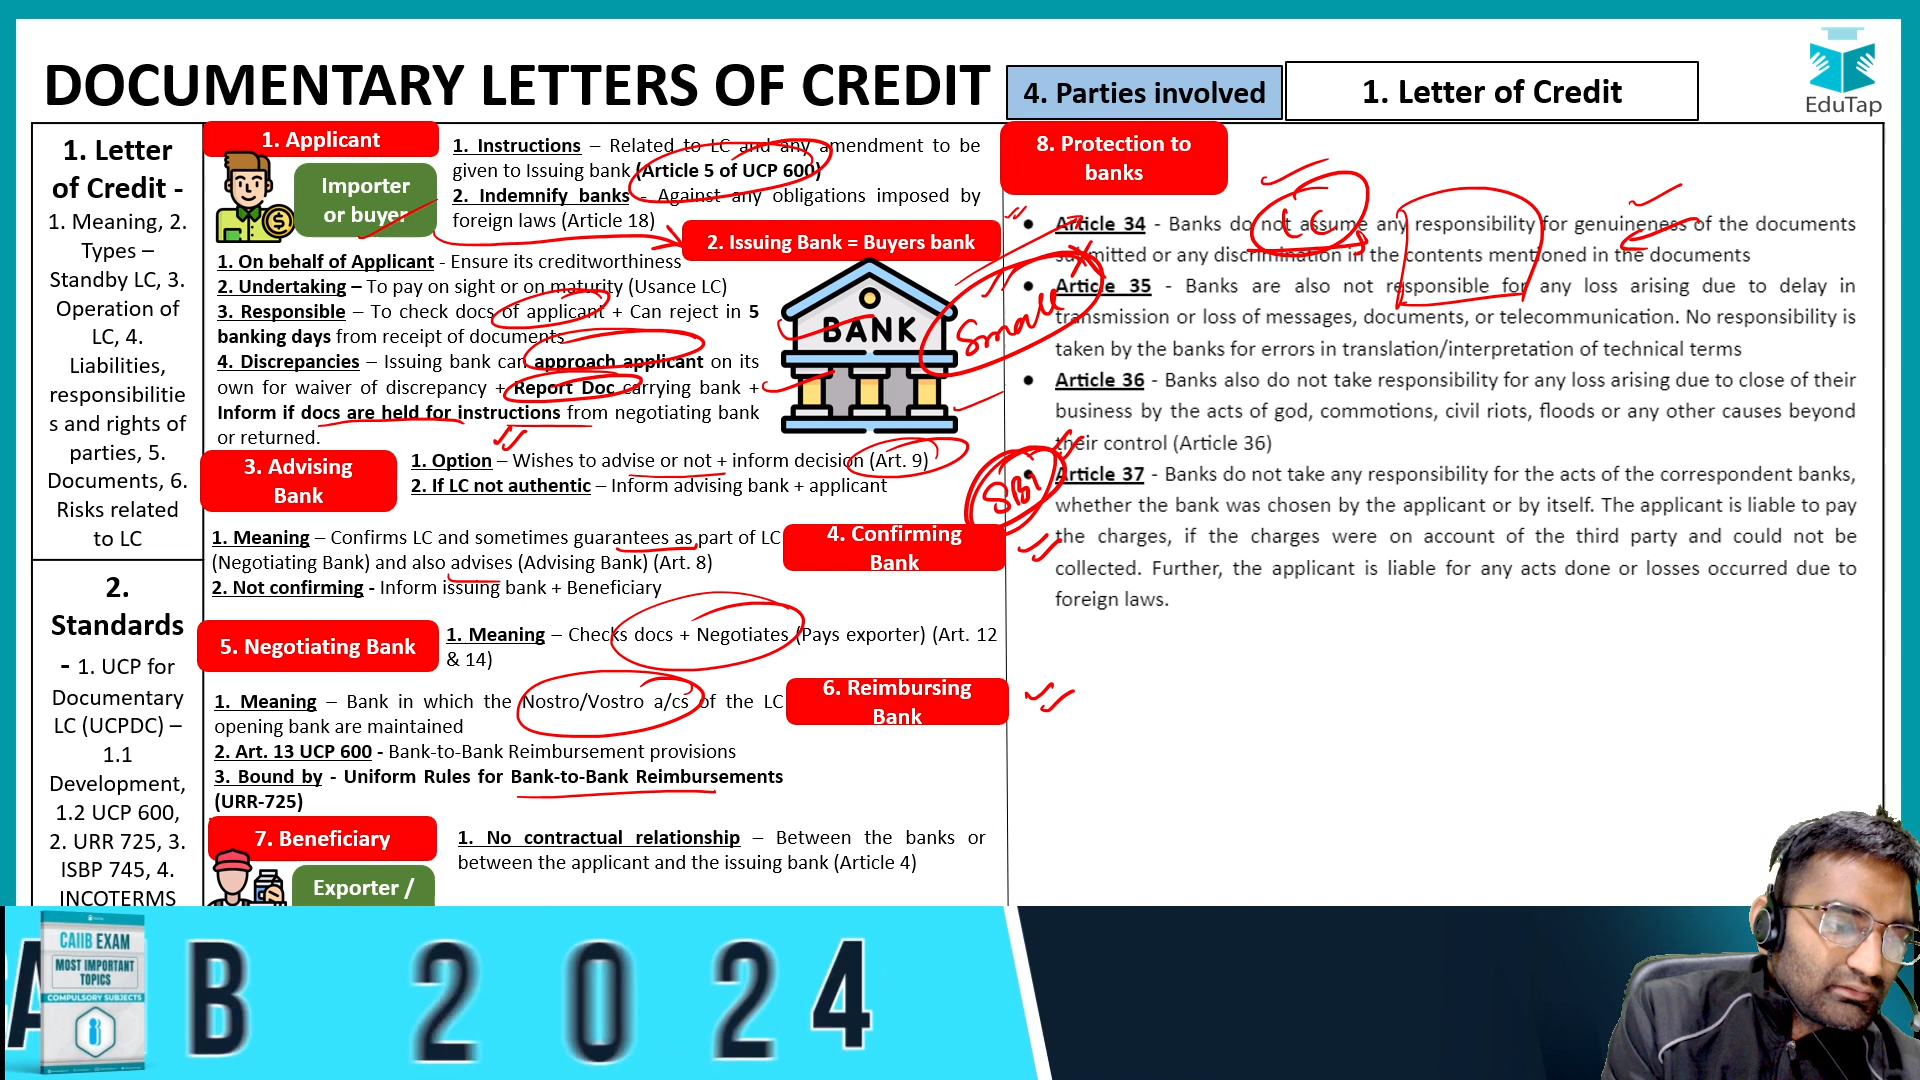 DOCUMENTARY LETTERS OF CREDIT
4. Parties involved
1. Letter of Credit
EduTap
1. Letter
of Credit -
1. Meaning, 2.
Types –
Standby LC, 3.
Operation of
LC, 4.
Liabilities,
responsibilitie
s and rights of
parties, 5.
Documents, 6.
Risks related
to LC
2.
Standards
- 1. UCP for
Documentary
LC (UCPDC) –
1.1
Development,
1.2 UCP 600,
2. URR 725, 3.
ISBP 745, 4.
INCOTERMS
1. Applicant
Importer
or buyer
1. Instructions – Related to LC and any amendment to be
given to Issuing bank (Article 5 of UCP 600)
2. Indemnify banks - Against any obligations imposed by
foreign laws (Article 18)
2. Issuing Bank = Buyers bank
1. On behalf of Applicant - Ensure its creditworthiness
2. Undertaking – To pay on sight or on maturity (Usance LC)
3. Responsible – To check docs of applicant + Can reject in 5
banking days from receipt of documents
4. Discrepancies – Issuing bank can approach applicant on its
own for waiver of discrepancy + Report Doc carrying bank +
Inform if docs are held for instructions from negotiating bank
or returned.
BANK
3. Advising
Bank
1. Option – Wishes to advise or not + inform decision (Art. 9)
2. If LC not authentic – Inform advising bank + applicant
1. Meaning – Confirms LC and sometimes guarantees as part of LC
(Negotiating Bank) and also advises (Advising Bank) (Art. 8)
2. Not confirming - Inform issuing bank + Beneficiary
4. Confirming
Bank
5. Negotiating Bank
1. Meaning – Checks docs + Negotiates (Pays exporter) (Art. 12
& 14)
1. Meaning – Bank in which the Nostro/Vostro a/cs of the LC
opening bank are maintained
2. Art. 13 UCP 600 - Bank-to-Bank Reimbursement provisions
3. Bound by - Uniform Rules for Bank-to-Bank Reimbursements
(URR-725)
6. Reimbursing
Bank
7. Beneficiary
Exporter /
1. No contractual relationship – Between the banks or
between the applicant and the issuing bank (Article 4)
8. Protection to
banks
LC
Small
SBI
• Article 34 - Banks do not assume any responsibility for genuineness of the documents
submitted or any discrimination in the contents mentioned in the documents
• Article 35 - Banks are also not responsible for any loss arising due to delay in
transmission or loss of messages, documents, or telecommunication. No responsibility is
taken by the banks for errors in translation/interpretation of technical terms
• Article 36 - Banks also do not take responsibility for any loss arising due to close of their
business by the acts of god, commotions, civil riots, floods or any other causes beyond
their control (Article 36)
• Article 37 - Banks do not take any responsibility for the acts of the correspondent banks,
whether the bank was chosen by the applicant or by itself. The applicant is liable to pay
the charges, if the charges were on account of the third party and could not be
collected. Further, the applicant is liable for any acts done or losses occurred due to
foreign laws.
CAIIB EXAM
MOST IMPORTANT
TOPICS
COMPULSORY SUBJECTS
B 2024